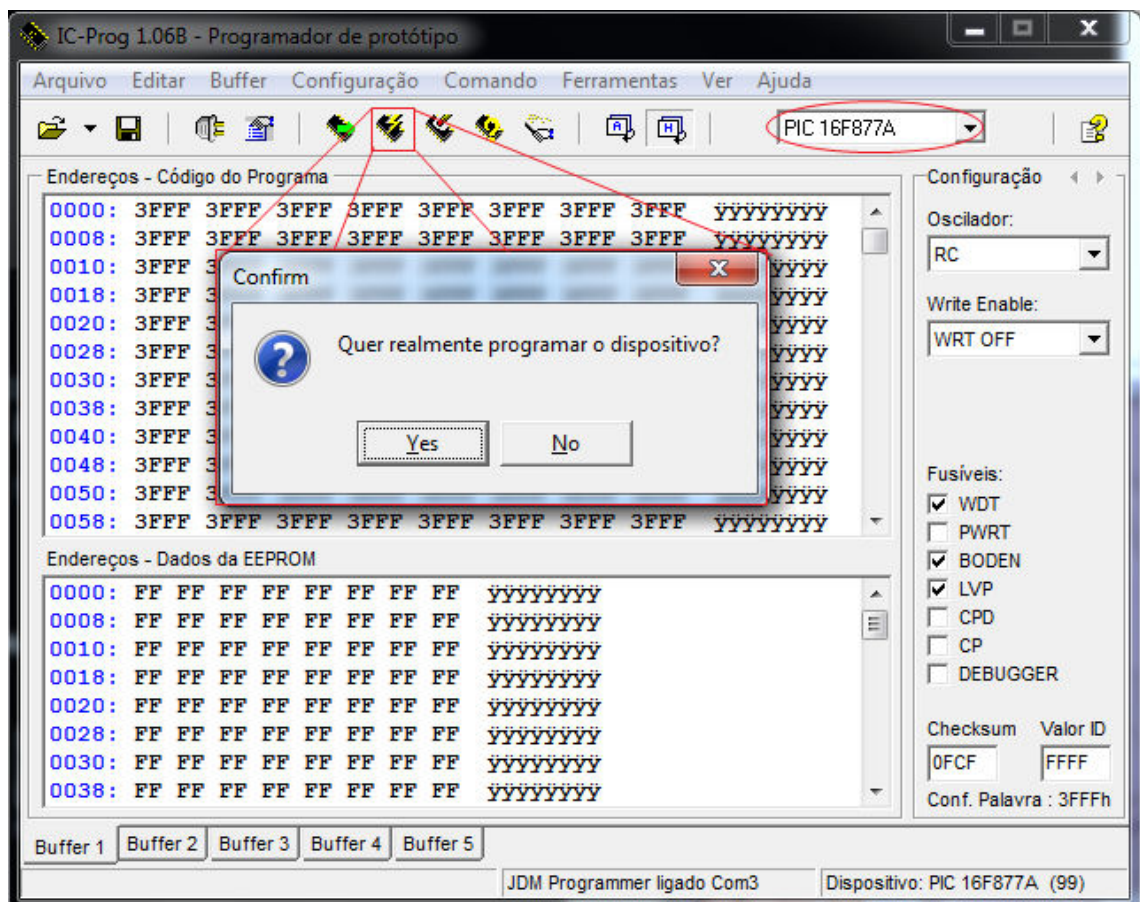 IC-Prog 1.06B - Programador de protótipo
Arquivo Editar Buffer Configuração Comando Ferramentas Ver Ajuda
PIC 16F877A
Endereços - Código do Programa
0000: 3FFF 3FFF 3FFF 3FFF 3FFF 3FFF 3FFF 3FFF ÿÿÿÿÿÿÿÿ
0008: 3FFF 3FFF 3FFF 3FFF 3FFF 3FFF 3FFF 3FFF ÿÿÿÿÿÿÿÿ
0010: 3FFF
0018: 3FFF
0020: 3FFF
0028: 3FFF
0030: 3FFF
0038: 3FFF
0040: 3FFF
0048: 3FFF
0050: 3FFF
0058: 3FFF 3FFF 3FFF 3FFF 3FFF 3FFF 3FFF 3FFF ÿÿÿÿÿÿÿÿ
Confirm
Quer realmente programar o dispositivo?
Yes No
Endereços - Dados da EEPROM
0000: FF FF FF FF FF FF FF FF ÿÿÿÿÿÿÿÿ
0008: FF FF FF FF FF FF FF FF ÿÿÿÿÿÿÿÿ
0010: FF FF FF FF FF FF FF FF ÿÿÿÿÿÿÿÿ
0018: FF FF FF FF FF FF FF FF ÿÿÿÿÿÿÿÿ
0020: FF FF FF FF FF FF FF FF ÿÿÿÿÿÿÿÿ
0028: FF FF FF FF FF FF FF FF ÿÿÿÿÿÿÿÿ
0030: FF FF FF FF FF FF FF FF ÿÿÿÿÿÿÿÿ
0038: FF FF FF FF FF FF FF FF ÿÿÿÿÿÿÿÿ
Configuração
Oscilador:
RC
Write Enable:
WRT OFF
Fusíveis:
WDT
PWRT
BODEN
LVP
CPD
CP
DEBUGGER
Checksum Valor ID
0FCF FFFF
Conf. Palavra : 3FFFh
Buffer 1 Buffer 2 Buffer 3 Buffer 4 Buffer 5
JDM Programmer ligado Com3 Dispositivo: PIC 16F877A (99)